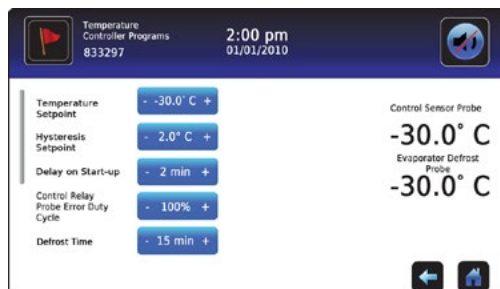 Temperature
Controller Programs
833297
2:00 pm
01/01/2010
Temperature
Setpoint
- -30.0° C +
Hysteresis
Setpoint
- 2.0° C +
Delay on Start-up
- 2 min +
Control Relay
Probe Error Duty
Cycle
- 100% +
Defrost Time
- 15 min +
Control Sensor Probe
-30.0° C
Evaporator Defrost
Probe
-30.0° C